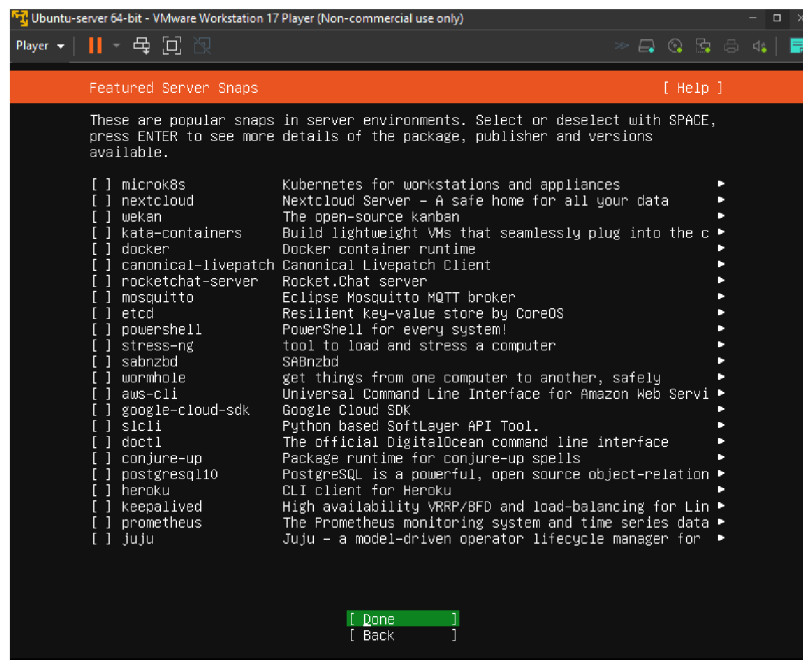 Ubuntu-server 64-bit - VMware Workstation 17 Player (Non-commercial use only)
Player
Featured Server Snaps [ Help ]
These are popular snaps in server environments. Select or deselect with SPACE,
press ENTER to see more details of the package, publisher and versions
available.
[ ] microk8s Kubernetes for workstations and appliances
[ ] nextcloud Nextcloud Server - A safe home for all your data
[ ] wekan The open-source kanban
[ ] kata-containers Build lightweight VMs that seamlessly plug into the c
[ ] docker Docker container runtime
[ ] canonical-livepatch Canonical Livepatch Client
[ ] rocketchat-server Rocket.Chat server
[ ] mosquitto Eclipse Mosquitto MQTT broker
[ ] etcd Resilient key-value store by CoreOS
[ ] powershell PowerShell for every system!
[ ] stress-ng tool to load and stress a computer
[ ] sabnzbd SABnzbd
[ ] wormhole get things from one computer to another, safely
[ ] aws-cli Universal Command Line Interface for Amazon Web Servi
[ ] google-cloud-sdk Google Cloud SDK
[ ] slcli Python based SoftLayer API Tool.
[ ] doctl The official DigitalOcean command line interface
[ ] conjure-up Package runtime for conjure-up spells
[ ] postgresql10 PostgreSQL is a powerful, open source object-relation
[ ] heroku CLI client for Heroku
[ ] keepalived High availability VRRP/BFD and load-balancing for Lin
[ ] prometheus The Prometheus monitoring system and time series data
[ ] juju Juju - a model-driven operator lifecycle manager for
[ Done ]
[ Back ]